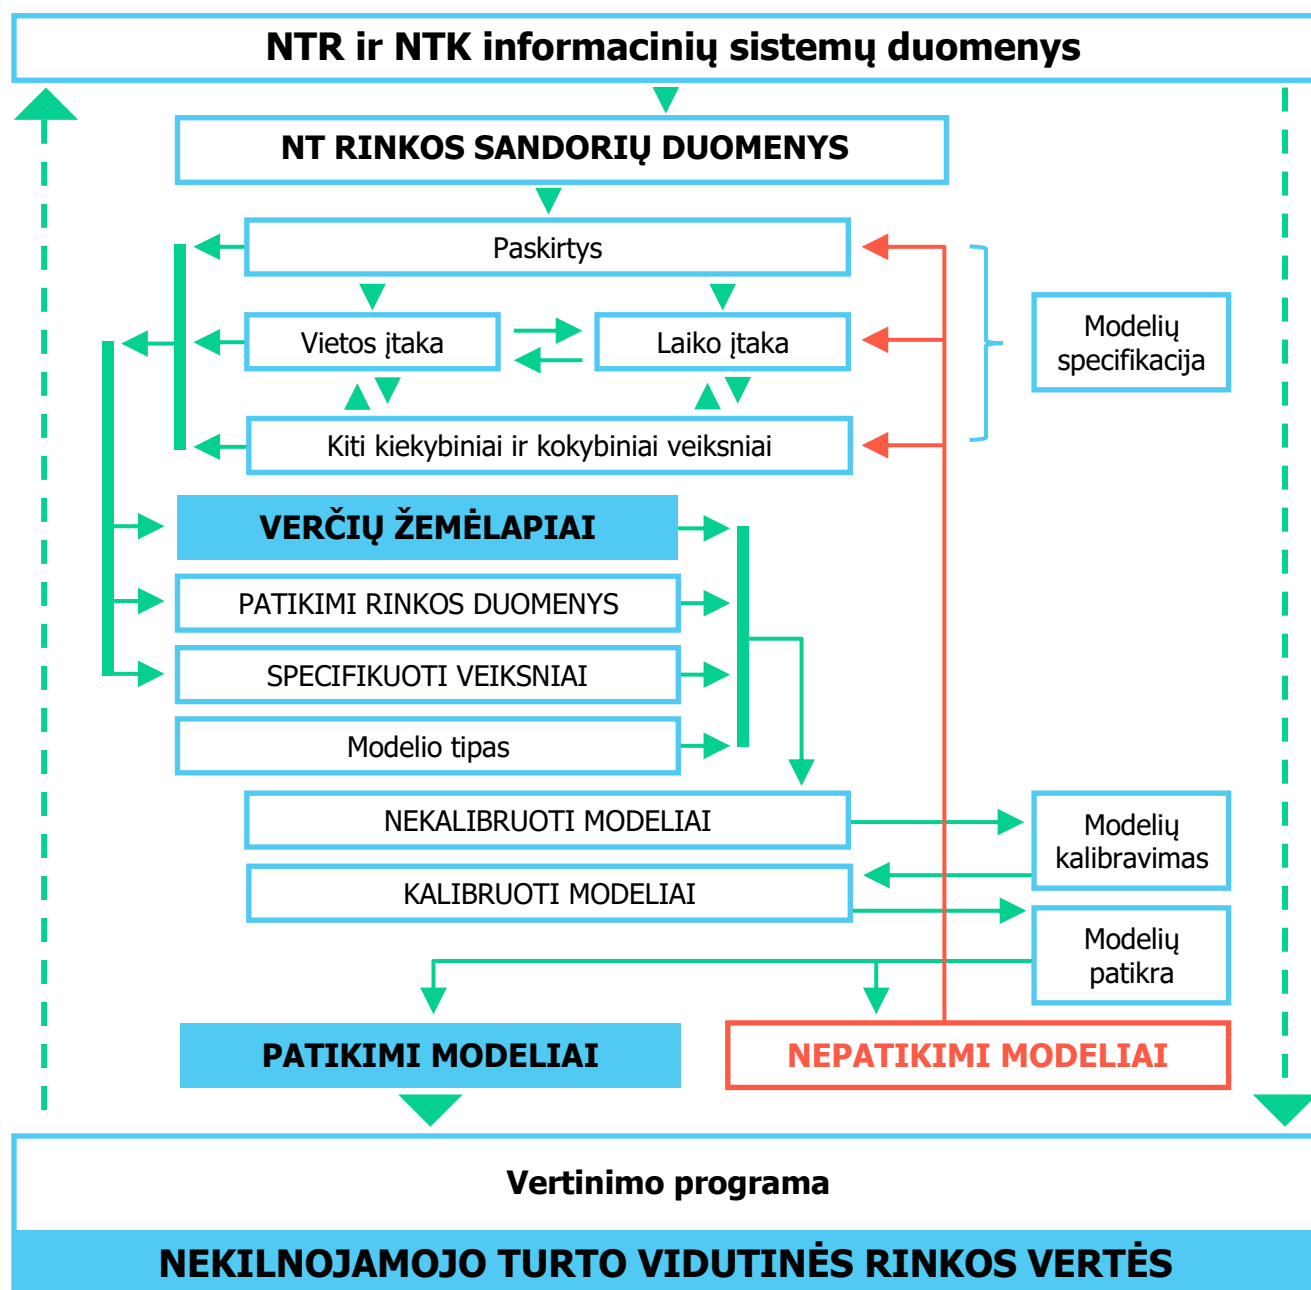 NTR ir NTK informacinių sistemų duomenys
NT RINKOS SANDORIŲ DUOMENYS
Paskirtys
Vietos įtaka
Laiko įtaka
Modelių
specifikacija
Kiti kiekybiniai ir kokybiniai veiksniai
VERČIŲ ŽEMĖLAPIAI
PATIKIMI RINKOS DUOMENYS
SPECIFIKUOTI VEIKSNIAI
Modelio tipas
NEKALIBRUOTI MODELIAI
Modelių
kalibravimas
KALIBRUOTI MODELIAI
Modelių
patikra
PATIKIMI MODELIAI
NEPATIKIMI MODELIAI
Vertinimo programa
NEKILNOJAMOJO TURTO VIDUTINĖS RINKOS VERTĖS